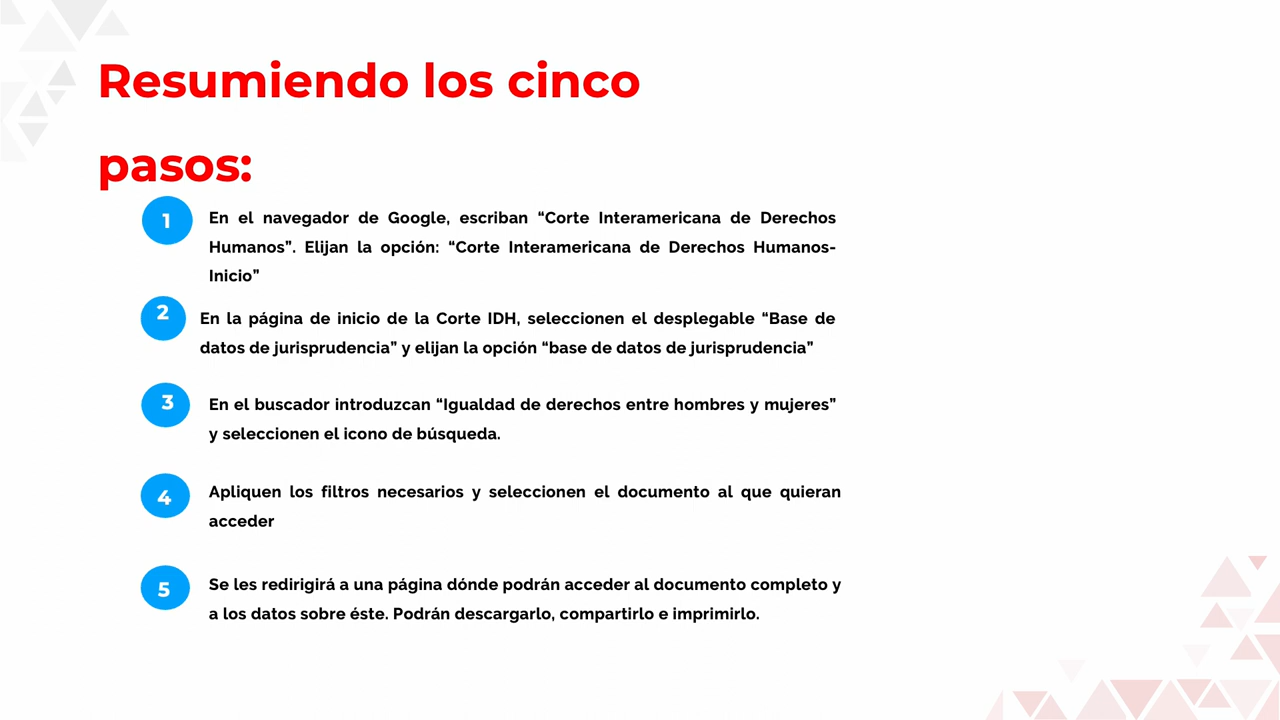 Resumiendo los cinco
pasos:
1
En el navegador de Google, escriban “Corte Interamericana de Derechos
Humanos”. Elijan la opción: “Corte Interamericana de Derechos Humanos-
Inicio”
2
En la página de inicio de la Corte IDH, seleccionen el desplegable “Base de
datos de jurisprudencia” y elijan la opción “base de datos de jurisprudencia”
3
En el buscador introduzcan “Igualdad de derechos entre hombres y mujeres”
y seleccionen el icono de búsqueda.
4
Apliquen los filtros necesarios y seleccionen el documento al que quieran
acceder
5
Se les redirigirá a una página dónde podrán acceder al documento completo y
a los datos sobre éste. Podrán descargarlo, compartirlo e imprimirlo.